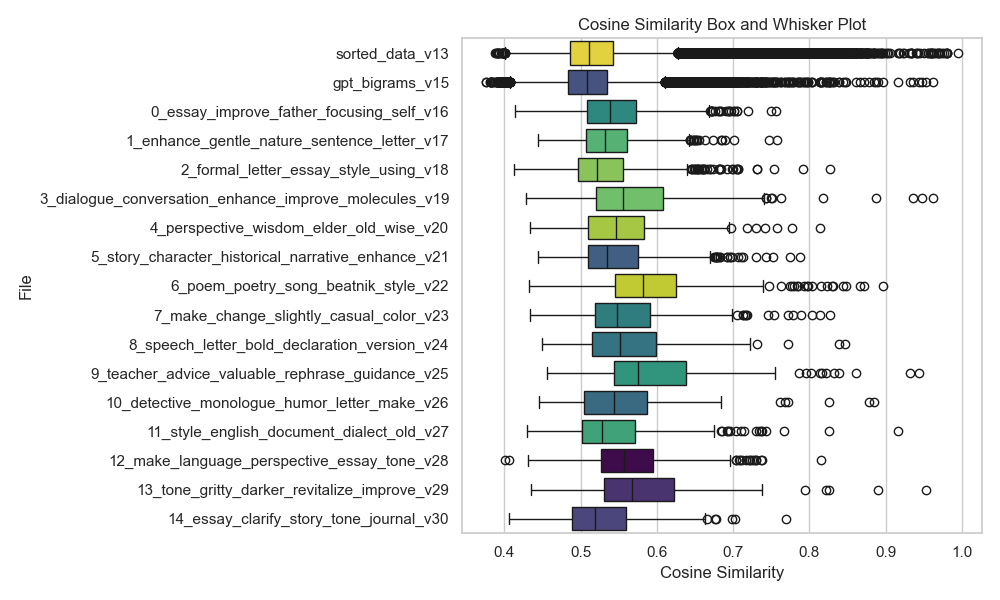 Cosine Similarity Box and Whisker Plot
File
sorted_data_v13
gpt_bigrams_v15
0_essay_improve_father_focusing_self_v16
1_enhance_gentle_nature_sentence_letter_v17
2_formal_letter_essay_style_using_v18
3_dialogue_conversation_enhance_improve_molecules_v19
4_perspective_wisdom_elder_old_wise_v20
5_story_character_historical_narrative_enhance_v21
6_poem_poetry_song_beatnik_style_v22
7_make_change_slightly_casual_color_v23
8_speech_letter_bold_declaration_version_v24
9_teacher_advice_valuable_rephrase_guidance_v25
10_detective_monologue_humor_letter_make_v26
11_style_english_document_dialect_old_v27
12_make_language_perspective_essay_tone_v28
13_tone_gritty_darker_revitalize_improve_v29
14_essay_clarify_story_tone_journal_v30
0.4 0.5 0.6 0.7 0.8 0.9 1.0
Cosine Similarity